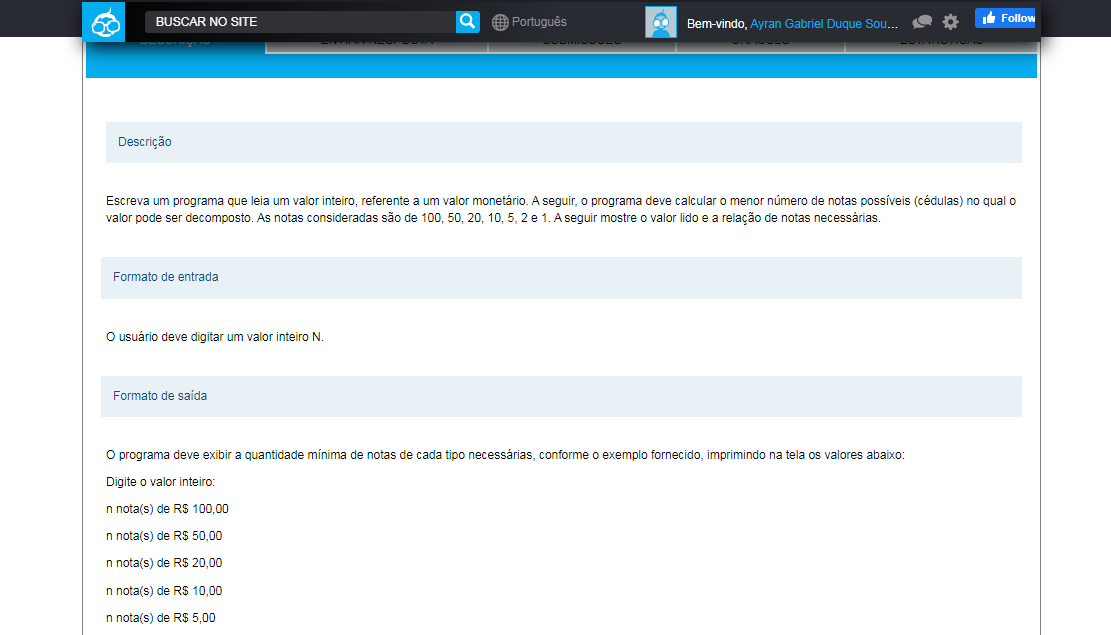 BUSCAR NO SITE
Português
Bem-vindo, Ayran Gabriel Duque Sou...
Follow
Descrição
Escreva um programa que leia um valor inteiro, referente a um valor monetário. A seguir, o programa deve calcular o menor número de notas possíveis (cédulas) no qual o
valor pode ser decomposto. As notas consideradas são de 100, 50, 20, 10, 5, 2 e 1. A seguir mostre o valor lido e a relação de notas necessárias.
Formato de entrada
O usuário deve digitar um valor inteiro N.
Formato de saída
O programa deve exibir a quantidade mínima de notas de cada tipo necessárias, conforme o exemplo fornecido, imprimindo na tela os valores abaixo:
Digite o valor inteiro:
n nota(s) de R$ 100,00
n nota(s) de R$ 50,00
n nota(s) de R$ 20,00
n nota(s) de R$ 10,00
n nota(s) de R$ 5,00